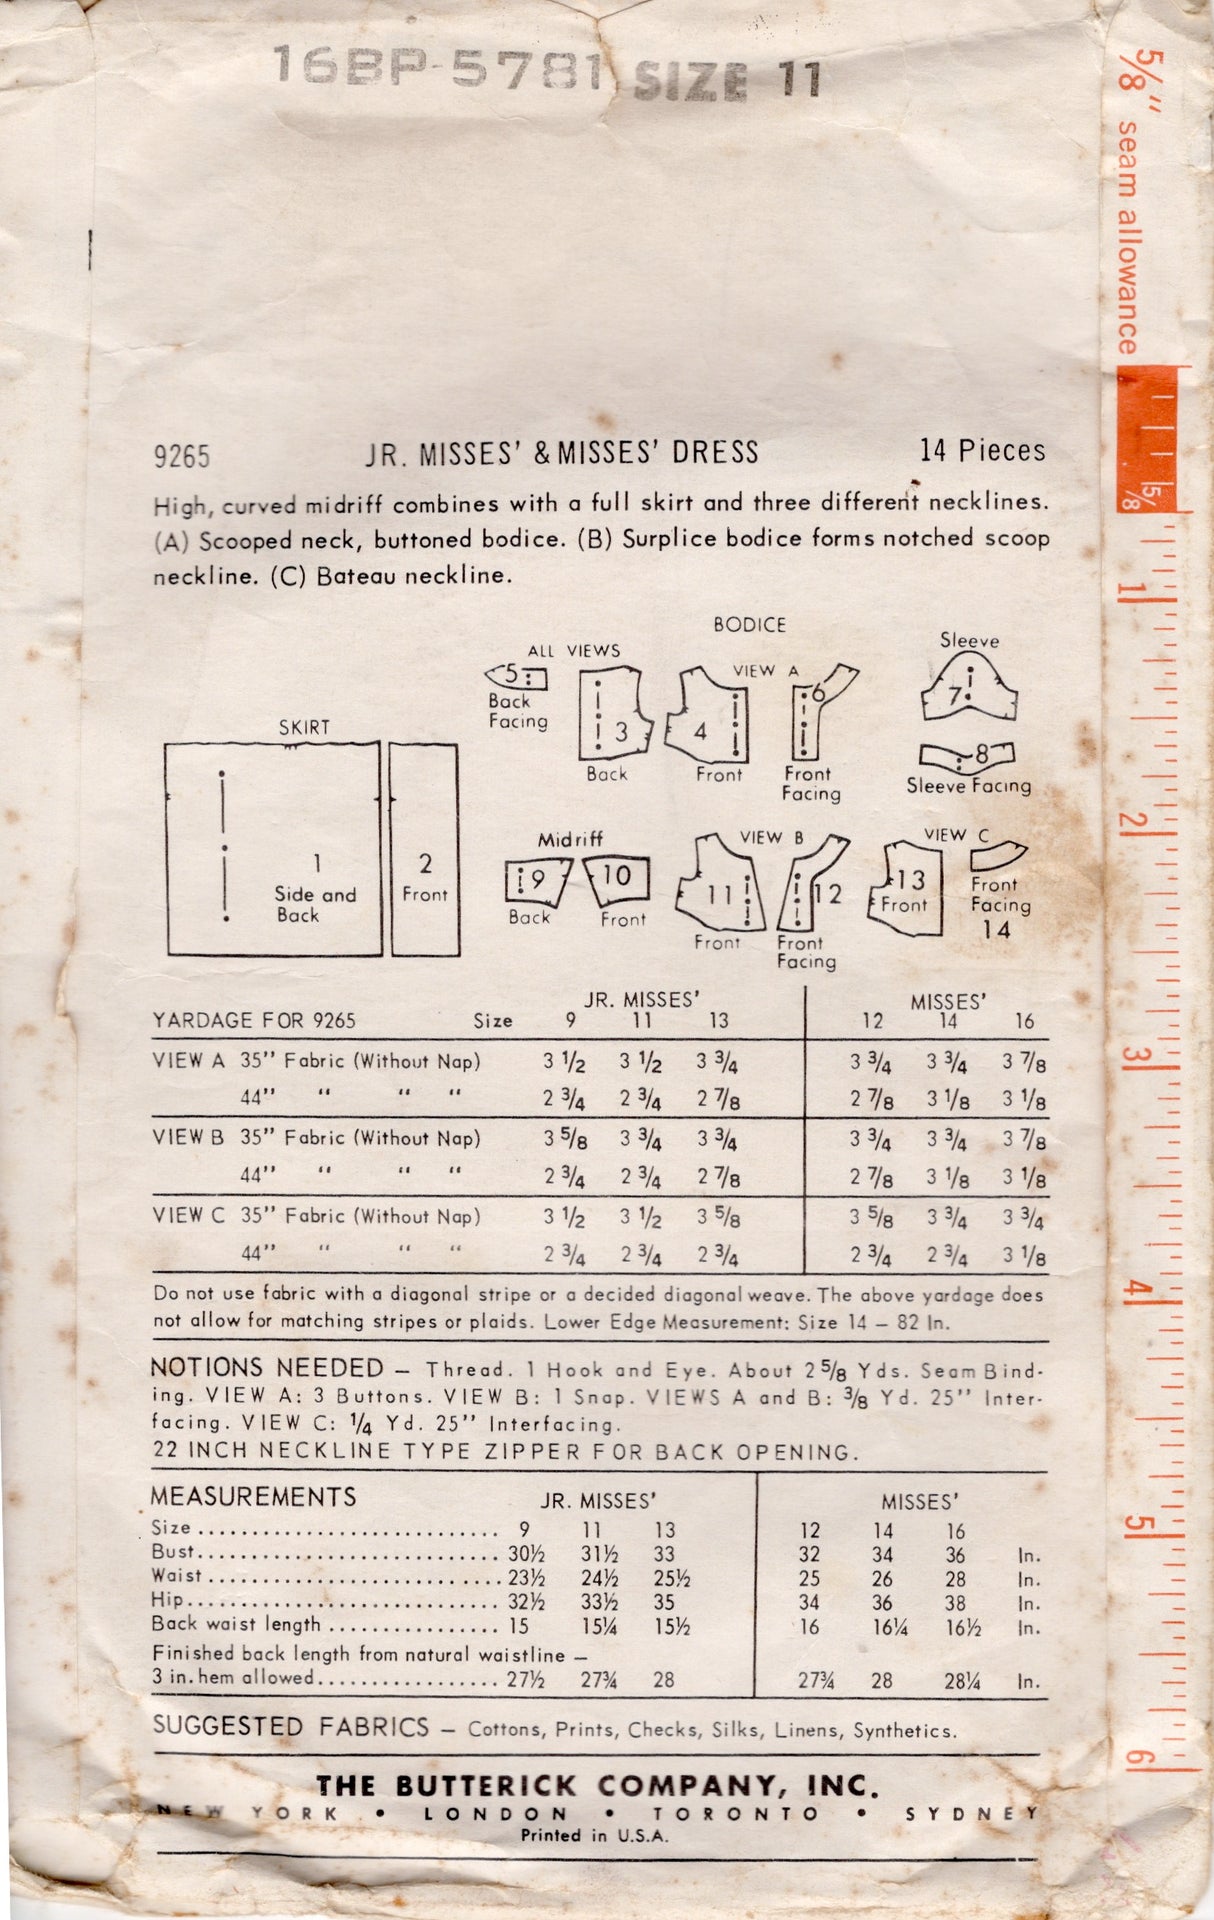 16BP-5781 SIZE 11
5/8" seam allowance
9265 JR. MISSES' & MISSES' DRESS 14 Pieces
High, curved midriff combines with a full skirt and three different necklines.
(A) Scooped neck, buttoned bodice. (B) Surplice bodice forms notched scoop
neckline. (C) Bateau neckline.
BODICE
ALL VIEWS
VIEW A
Sleeve
5
Back
Facing
3
Back
4
Front
6
Front
Facing
7
8
Sleeve Facing
SKIRT
1
Side and
Back
2
Front
Midriff
9
Back
10
Front
VIEW B
11
Front
12
Front
Facing
VIEW C
13
Front
Front
Facing
14
JR. MISSES' MISSES'
YARDAGE FOR 9265 Size 9 11 13 12 14 16
VIEW A 35" Fabric (Without Nap) 3 1/2 3 1/2 3 3/4 3 3/4 3 3/4 3 7/8
44" " " " 2 3/4 2 3/4 2 7/8 2 7/8 3 1/8 3 1/8
VIEW B 35" Fabric (Without Nap) 3 5/8 3 3/4 3 3/4 3 3/4 3 3/4 3 7/8
44" " " " 2 3/4 2 3/4 2 7/8 2 7/8 3 1/8 3 1/8
VIEW C 35" Fabric (Without Nap) 3 1/2 3 1/2 3 5/8 3 5/8 3 3/4 3 3/4
44" " " " 2 3/4 2 3/4 2 3/4 2 3/4 2 3/4 3 1/8
Do not use fabric with a diagonal stripe or a decided diagonal weave. The above yardage does
not allow for matching stripes or plaids. Lower Edge Measurement: Size 14 – 82 In.
NOTIONS NEEDED – Thread. 1 Hook and Eye. About 2 5/8 Yds. Seam Bind-
ing. VIEW A: 3 Buttons. VIEW B: 1 Snap. VIEWS A and B: 3/8 Yd. 25" Inter-
facing. VIEW C: 1/4 Yd. 25" Interfacing.
22 INCH NECKLINE TYPE ZIPPER FOR BACK OPENING.
MEASUREMENTS JR. MISSES' MISSES'
Size ............................ 9 11 13 12 14 16
Bust............................ 30½ 31½ 33 32 34 36 In.
Waist ........................... 23½ 24½ 25½ 25 26 28 In.
Hip............................. 32½ 33½ 35 34 36 38 In.
Back waist length ................ 15 15¼ 15½ 16 16¼ 16½ In.
Finished back length from natural waistline –
3 in. hem allowed................. 27½ 27¾ 28 27¾ 28 28¼ In.
SUGGESTED FABRICS – Cottons, Prints, Checks, Silks, Linens, Synthetics.
THE BUTTERICK COMPANY, INC.
NEW YORK • LONDON • TORONTO • SYDNEY
Printed in U.S.A.
5/8
1
2
3
4
5
6